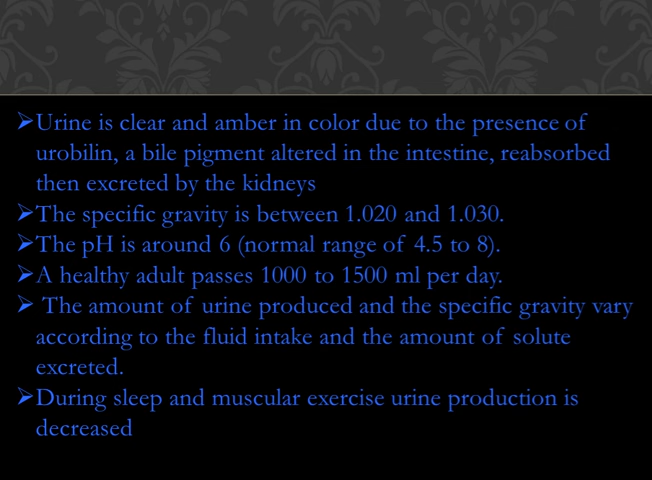 ➢Urine is clear and amber in color due to the presence of
urobilin, a bile pigment altered in the intestine, reabsorbed
then excreted by the kidneys
➢The specific gravity is between 1.020 and 1.030.
➢The pH is around 6 (normal range of 4.5 to 8).
➢A healthy adult passes 1000 to 1500 ml per day.
➢ The amount of urine produced and the specific gravity vary
according to the fluid intake and the amount of solute
excreted.
➢During sleep and muscular exercise urine production is
decreased